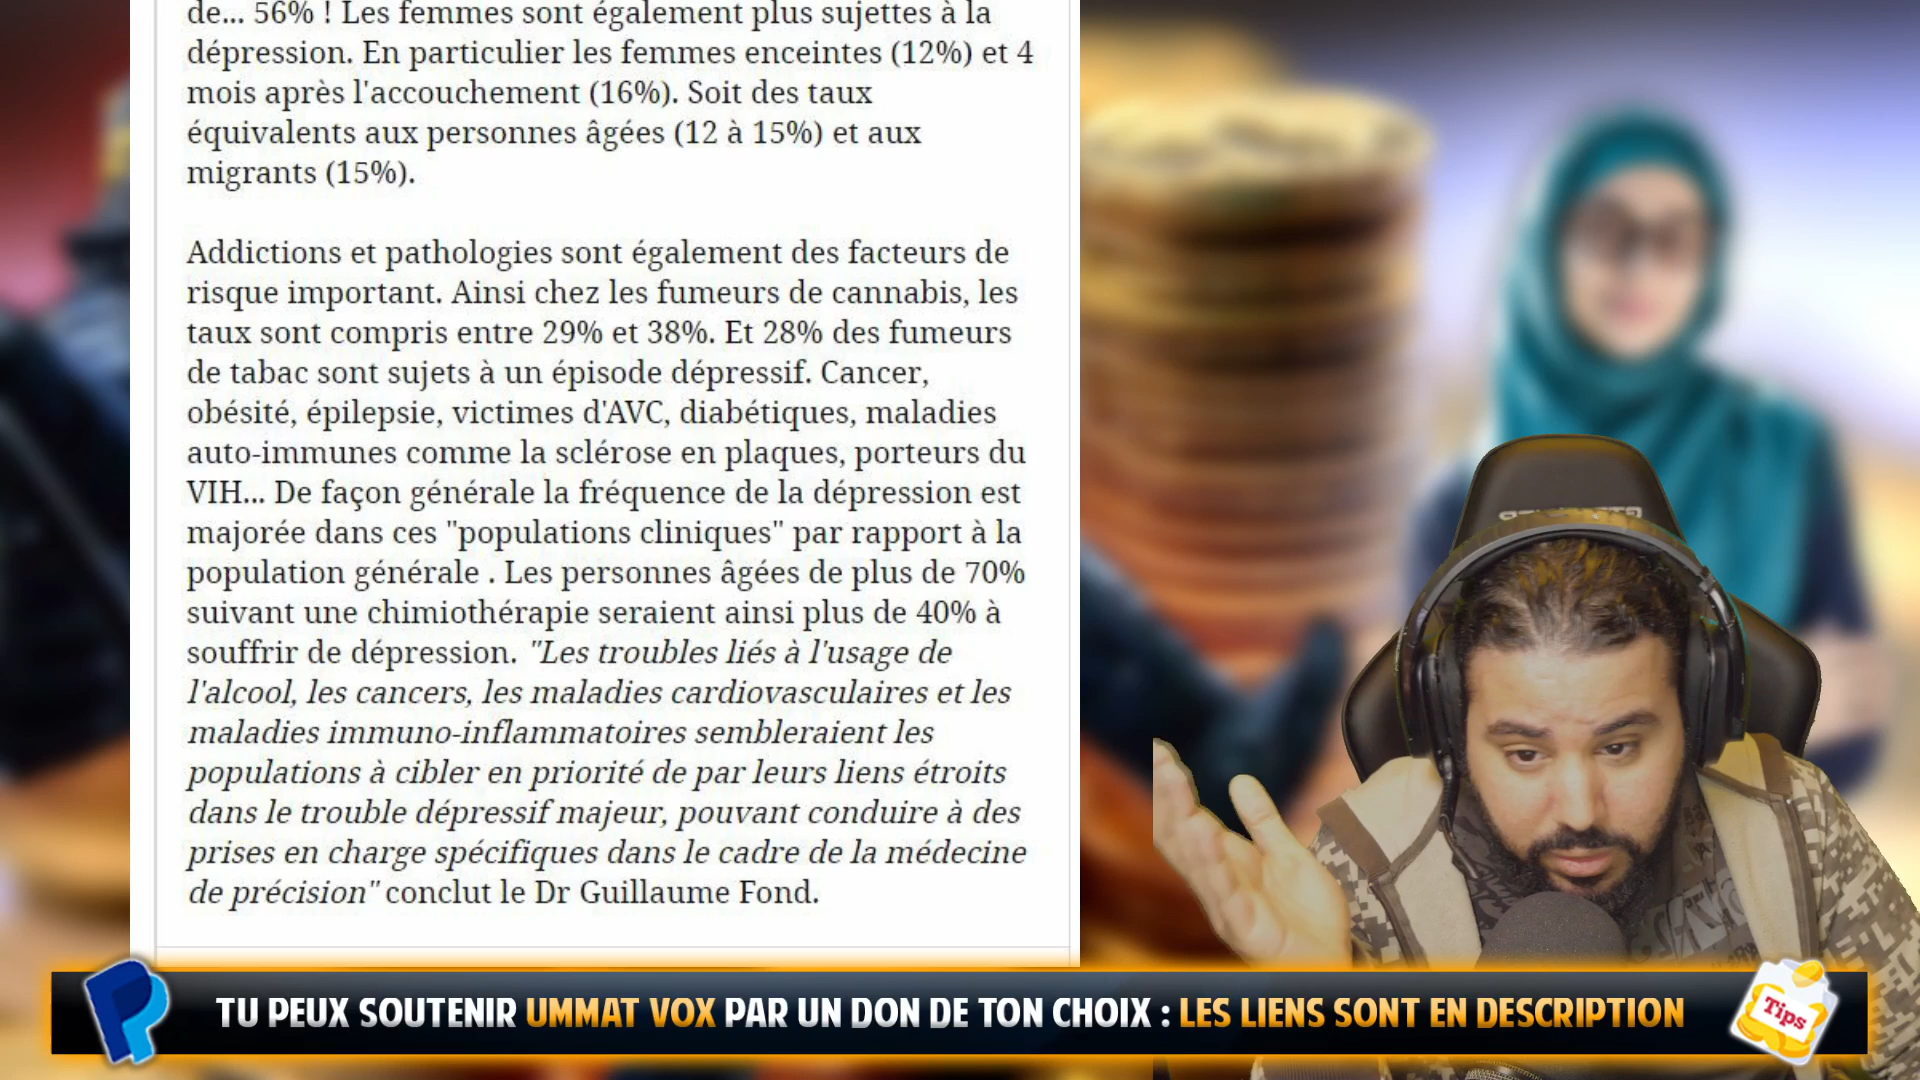 de... 56% ! Les femmes sont également plus sujettes à la
dépression. En particulier les femmes enceintes (12%) et 4
mois après l'accouchement (16%). Soit des taux
équivalents aux personnes âgées (12 à 15%) et aux
migrants (15%).
Addictions et pathologies sont également des facteurs de
risque important. Ainsi chez les fumeurs de cannabis, les
taux sont compris entre 29% et 38%. Et 28% des fumeurs
de tabac sont sujets à un épisode dépressif. Cancer,
obésité, épilepsie, victimes d'AVC, diabétiques, maladies
auto-immunes comme la sclérose en plaques, porteurs du
VIH... De façon générale la fréquence de la dépression est
majorée dans ces "populations cliniques" par rapport à la
population générale . Les personnes âgées de plus de 70%
suivant une chimiothérapie seraient ainsi plus de 40% à
souffrir de dépression. "Les troubles liés à l'usage de
l'alcool, les cancers, les maladies cardiovasculaires et les
maladies immuno-inflammatoires sembleraient les
populations à cibler en priorité de par leurs liens étroits
dans le trouble dépressif majeur, pouvant conduire à des
prises en charge spécifiques dans le cadre de la médecine
de précision" conclut le Dr Guillaume Fond.
TU PEUX SOUTENIR UMMAT VOX PAR UN DON DE TON CHOIX : LES LIENS SONT EN DESCRIPTION
Tips